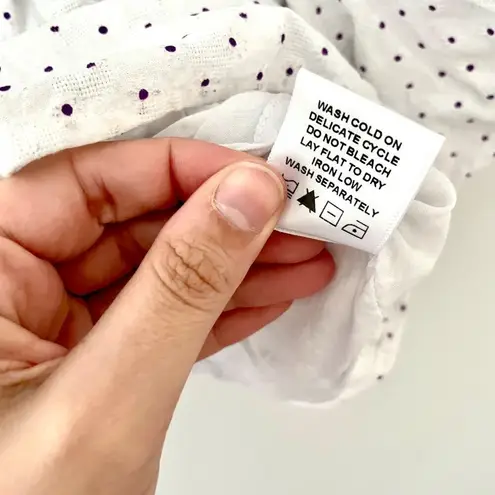 WASH COLD ON
DELICATE CYCLE
DO NOT BLEACH
LAY FLAT TO DRY
IRON LOW
WASH SEPARATELY